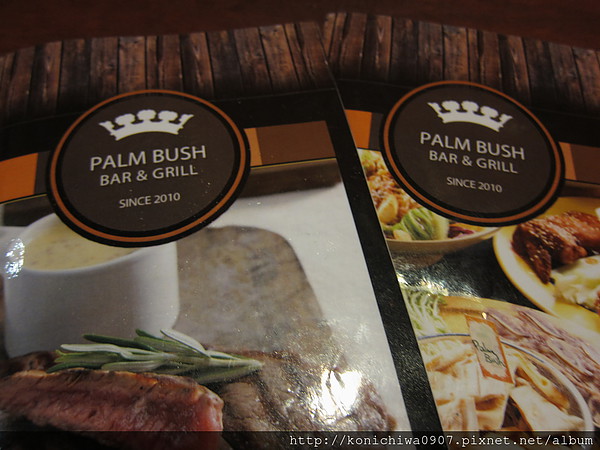 PALM BUSH
BAR & GRILL
SINCE 2010
PALM BUSH
BAR & GRILL
SINCE 2010
http://konichiwa0907.pixnet.net/album